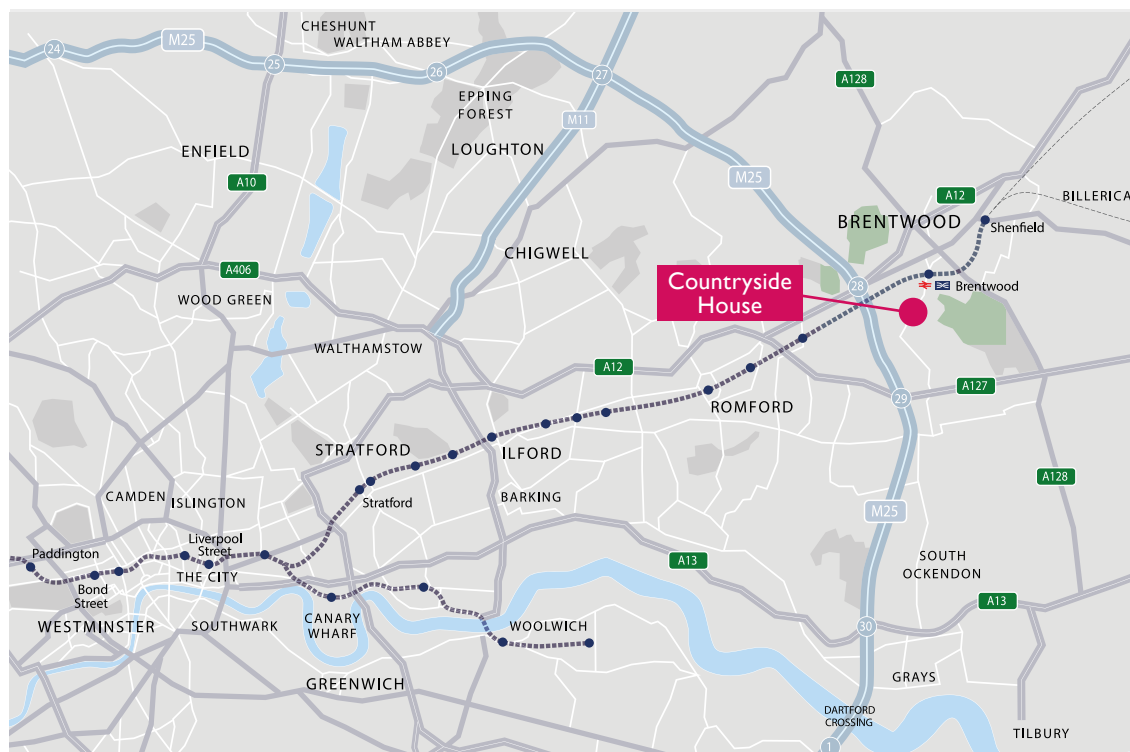 CHESHUNT
WALTHAM ABBEY
24
M25
25
26
27
A128
EPPING
FOREST
M11
ENFIELD
LOUGHTON
A10
M25
A12
BILLERICA
BRENTWOOD
Shenfield
CHIGWELL
A406
WOOD GREEN
Countryside
House
28
Brentwood
WALTHAMSTOW
A12
A127
29
ROMFORD
STRATFORD
ILFORD
A128
CAMDEN
ISLINGTON
Stratford
BARKING
M25
Paddington
Liverpool
Street
THE CITY
Bond
Street
A13
SOUTH
OCKENDON
A13
WESTMINSTER
SOUTHWARK
CANARY
WHARF
WOOLWICH
30
GREENWICH
GRAYS
DARTFORD
CROSSING
1
TILBURY